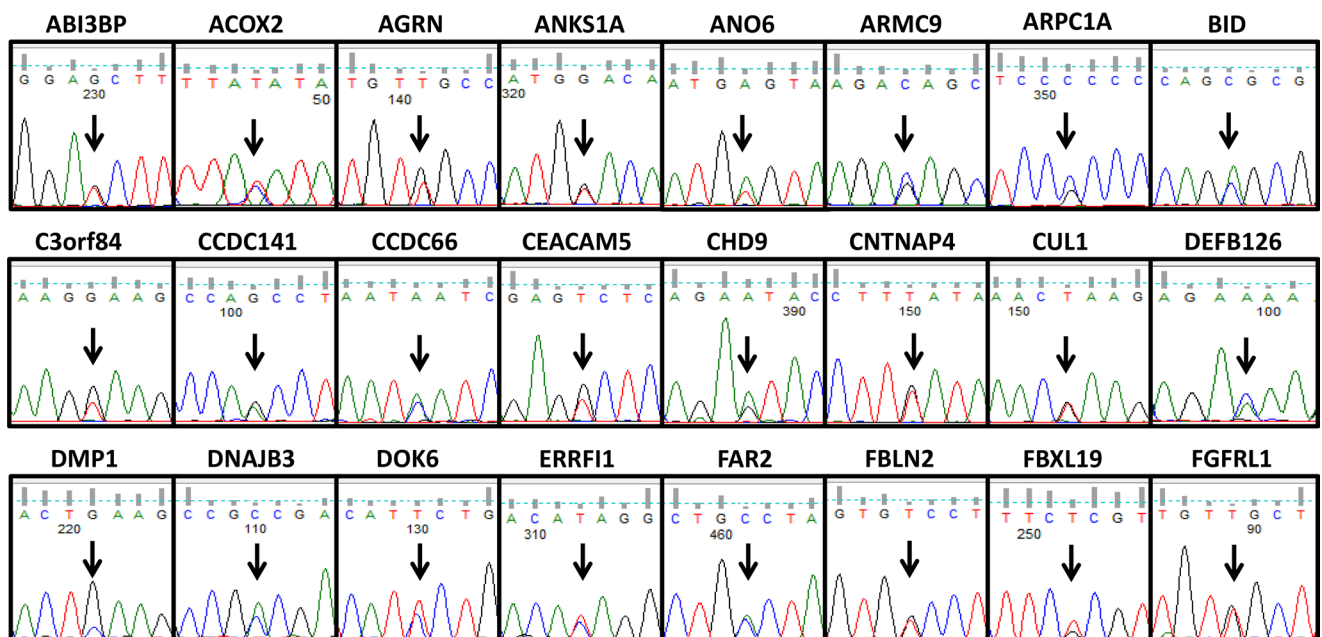 ABI3BP ACOX2 AGRN ANKS1A ANO6 ARMC9 ARPC1A BID
G G A G C T T T T A T A T A T G T T G C C A T G G A C A A T G A G T A A G A C A G C T C C C C C C C A G C G C G
230 50 140 320 350
C3orf84 CCDC141 CCDC66 CEACAM5 CHD9 CNTNAP4 CUL1 DEFB126
A A G G A A G C C A G C C T A A T A A T C G A G T C T C A G A A T A C C T T T A T A A A C T A A G A G A A A A A
100 390 150 150 100
DMP1 DNAJB3 DOK6 ERRFI1 FAR2 FBLN2 FBXL19 FGFRL1
A C T G A A G C C G C C G A C A T T C T G A C A T A G G C T G C C T A G T G T C C T T T C T C G T T G T T G C T
220 110 130 310 460 250 90